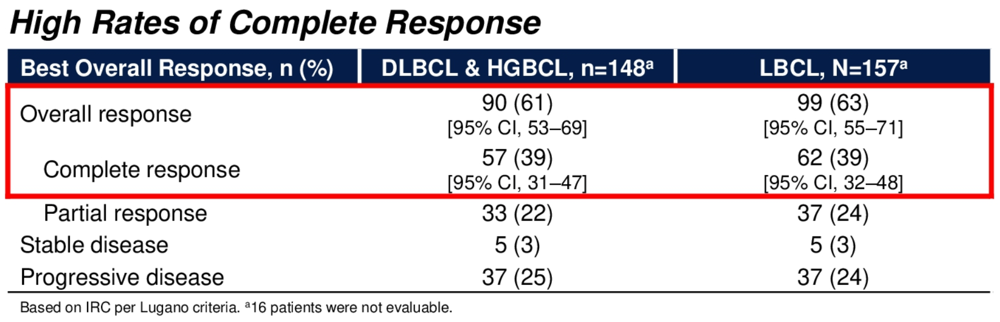 High Rates of Complete Response
Best Overall Response, n (%) DLBCL & HGBCL, n=148ᵃ LBCL, N=157ᵃ
Overall response 90 (61) 99 (63)
[95% CI, 53–69] [95% CI, 55–71]
Complete response 57 (39) 62 (39)
[95% CI, 31–47] [95% CI, 32–48]
Partial response 33 (22) 37 (24)
Stable disease 5 (3) 5 (3)
Progressive disease 37 (25) 37 (24)
Based on IRC per Lugano criteria. ᵃ16 patients were not evaluable.